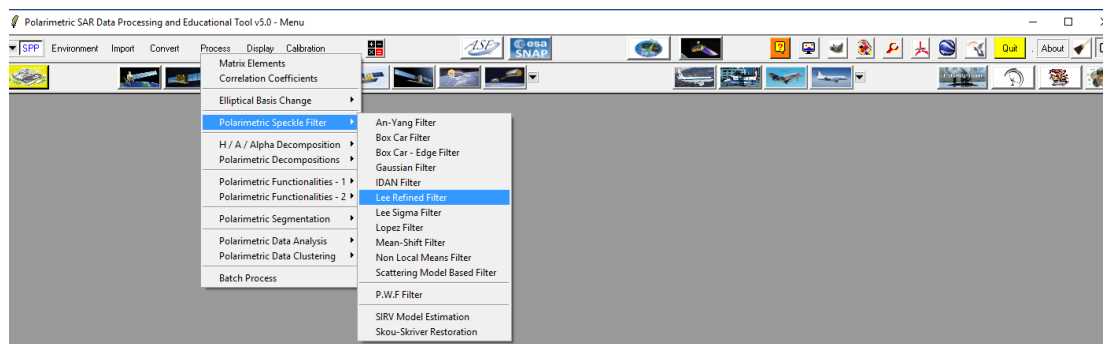 Polarimetric SAR Data Processing and Educational Tool v5.0 - Menu
SPP Environment Import Convert Process Display Calibration
ASF esa SNAP
Quit . About
Matrix Elements
Correlation Coefficients
Elliptical Basis Change
Polarimetric Speckle Filter
H / A / Alpha Decomposition
Polarimetric Decompositions
Polarimetric Functionalities - 1
Polarimetric Functionalities - 2
Polarimetric Segmentation
Polarimetric Data Analysis
Polarimetric Data Clustering
Batch Process
An-Yang Filter
Box Car Filter
Box Car - Edge Filter
Gaussian Filter
IDAN Filter
Lee Refined Filter
Lee Sigma Filter
Lopez Filter
Mean-Shift Filter
Non Local Means Filter
Scattering Model Based Filter
P.W.F Filter
SIRV Model Estimation
Skou-Skriver Restoration